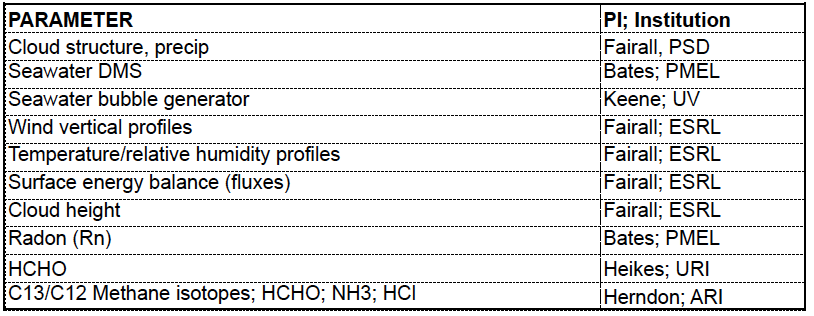 PARAMETER PI; Institution
Cloud structure, precip Fairall, PSD
Seawater DMS Bates; PMEL
Seawater bubble generator Keene; UV
Wind vertical profiles Fairall; ESRL
Temperature/relative humidity profiles Fairall; ESRL
Surface energy balance (fluxes) Fairall; ESRL
Cloud height Fairall; ESRL
Radon (Rn) Bates; PMEL
HCHO Heikes; URI
C13/C12 Methane isotopes; HCHO; NH3; HCl Herndon; ARI